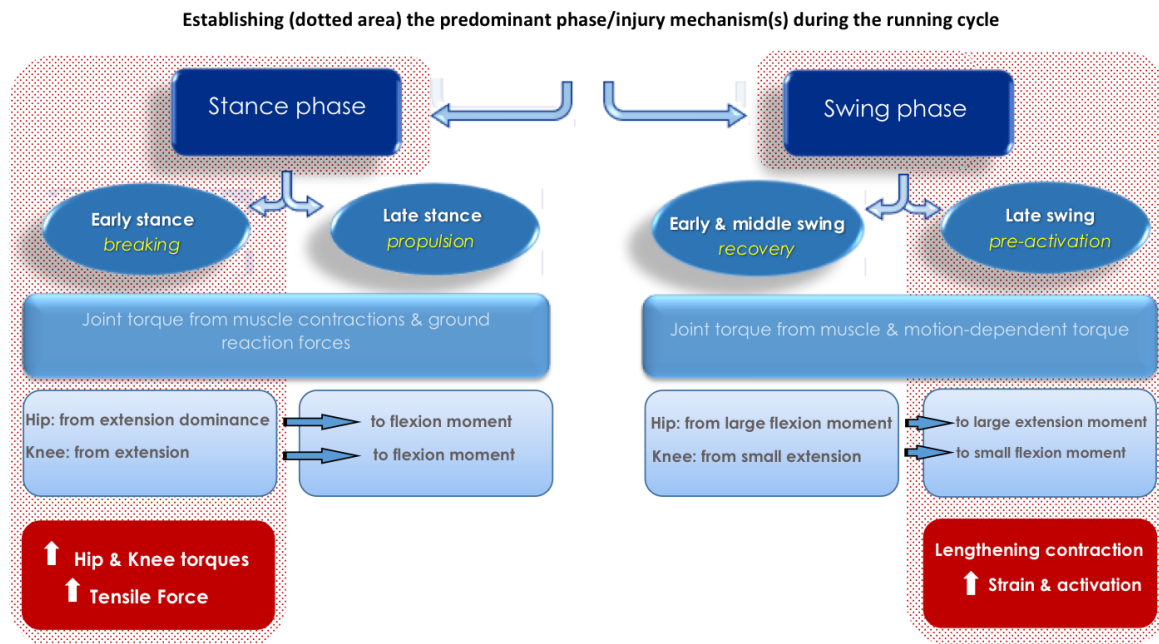 Establishing (dotted area) the predominant phase/injury mechanism(s) during the running cycle
Stance phase
Swing phase
Early stance
breaking
Late stance
propulsion
Early & middle swing
recovery
Late swing
pre-activation
Joint torque from muscle contractions & ground
reaction forces
Joint torque from muscle & motion-dependent torque
Hip: from extension dominance
to flexion moment
Knee: from extension
to flexion moment
Hip: from large flexion moment
to large extension moment
Knee: from small extension
to small flexion moment
Hip & Knee torques
Tensile Force
Lengthening contraction
Strain & activation